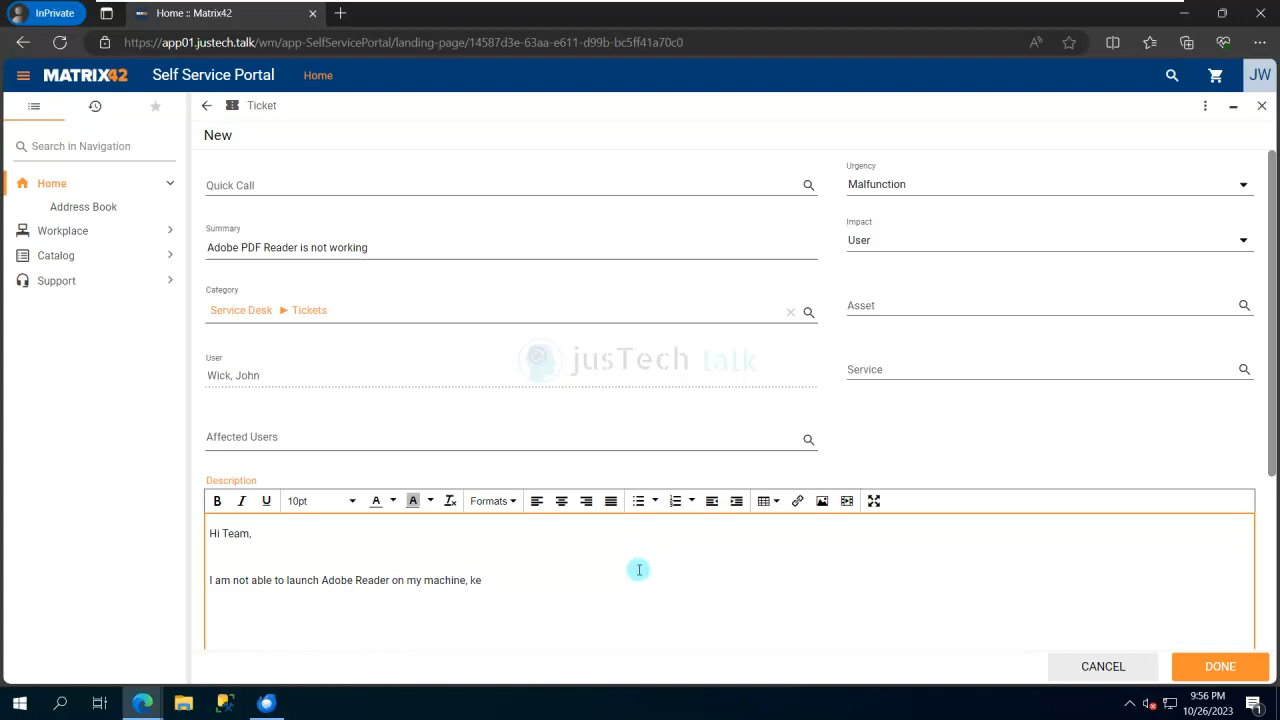 InPrivate
Home :: Matrix42
https://app01.justech.talk/wm/app-SelfServicePortal/landing-page/14587d3e-63aa-e611-d99b-bc5ff41a70c0
MATRIX42
Self Service Portal
Home
JW
Ticket
Search in Navigation
Home
Address Book
Workplace
Catalog
Support
New
Quick Call
Urgency
Malfunction
Summary
Adobe PDF Reader is not working
Impact
User
Category
Service Desk ► Tickets
Asset
User
Wick, John
jusTech talk
Service
Affected Users
Description
B I U 10pt A A Formats
Hi Team,
I am not able to launch Adobe Reader on my machine, ke
CANCEL
DONE
9:56 PM
10/26/2023
1